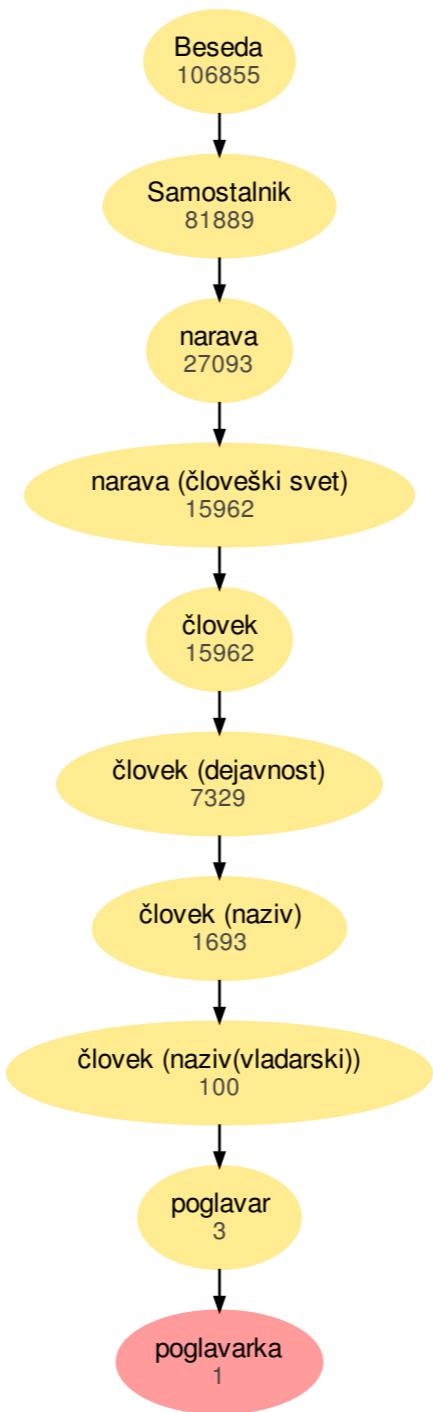 Beseda
106855
Samostalnik
81889
narava
27093
narava (človeški svet)
15962
človek
15962
človek (dejavnost)
7329
človek (naziv)
1693
človek (naziv(vladarski))
100
poglavar
3
poglavarka
1